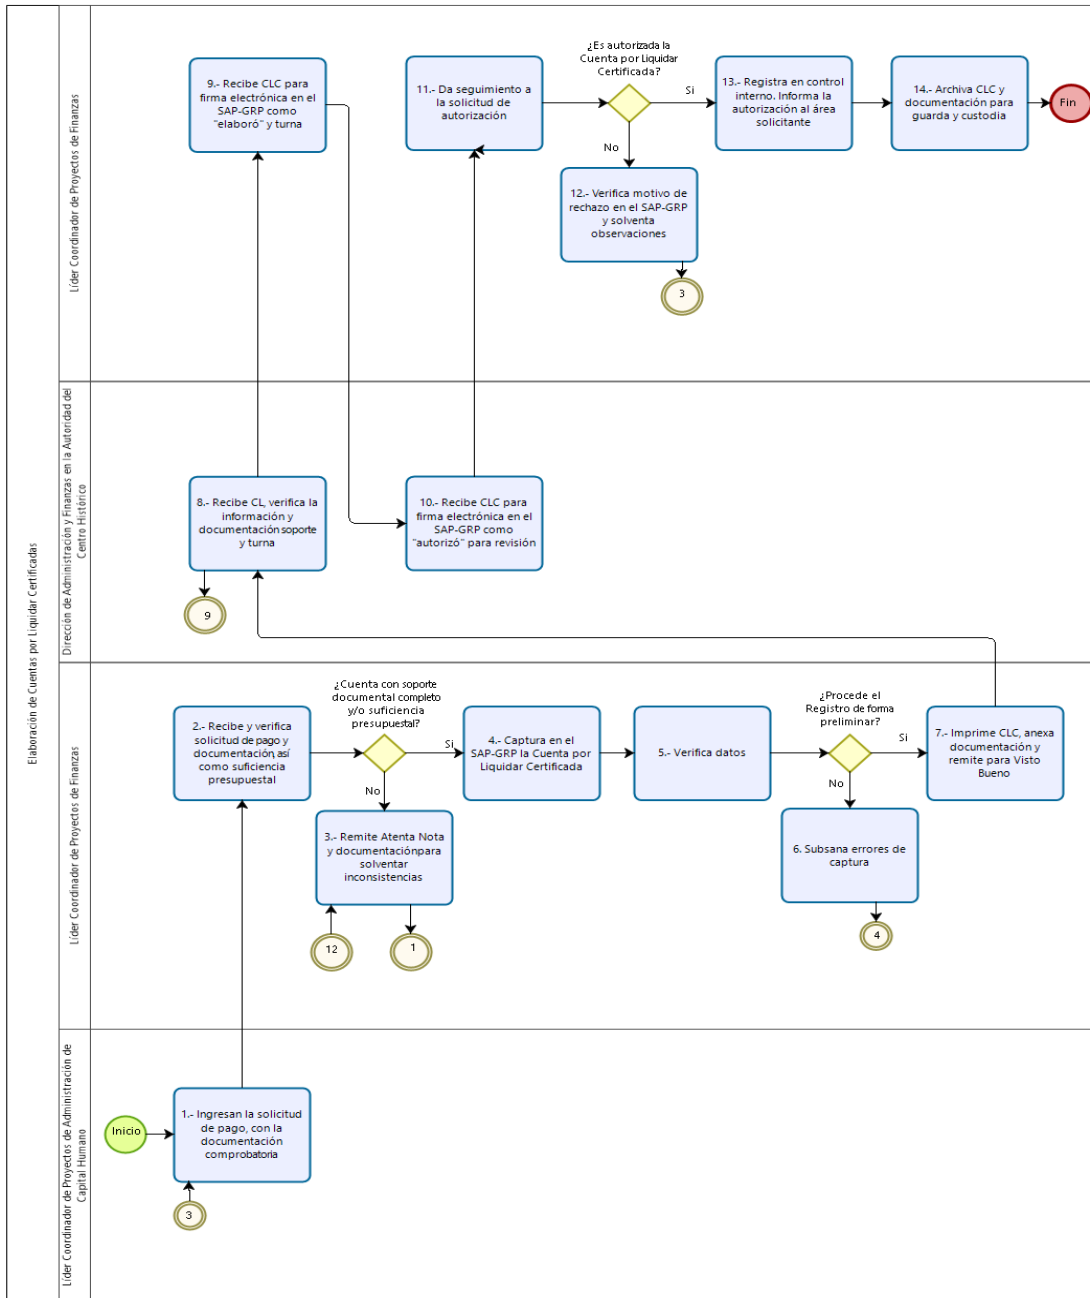 Elaboración de Cuentas por Liquidar Certificadas
Líder Coordinador de Proyectos de Finanzas
9.- Recibe CLC para
firma electrónica en el
SAP-GRP como
"elaboró" y turna
11.- Da seguimiento a
la solicitud de
autorización
¿Es autorizada la
Cuenta por Liquidar
Certificada?
Si
No
12.- Verifica motivo de
rechazo en el SAP-GRP
y solventa
observaciones
3
13.- Registra en control
interno. Informa la
autorización al área
solicitante
14.- Archiva CLC y
documentación para
guarda y custodia
Fin
Dirección de Administración y Finanzas en la Autoridad del
Centro Histórico
8.- Recibe CL, verifica la
información y
documentación soporte
y turna
9
10.- Recibe CLC para
firma electrónica en el
SAP-GRP como
"autorizó" para revisión
Líder Coordinador de Proyectos de Finanzas
2.- Recibe y verifica
solicitud de pago y
documentación, así
como suficiencia
presupuestal
¿Cuenta con soporte
documental completo
y/o suficiencia
presupuestal?
Si
No
3.- Remite Atenta Nota
y documentación para
solventar
inconsistencias
12
1
4.- Captura en el
SAP-GRP la Cuenta por
Liquidar Certificada
5.- Verifica datos
¿Procede el
Registro de forma
preliminar?
Si
No
6. Subsana errores de
captura
4
7.- Imprime CLC, anexa
documentación y
remite para Visto
Bueno
Líder Coordinador de Proyectos de Administración de
Capital Humano
Inicio
1.- Ingresan la solicitud
de pago, con la
documentación
comprobatoria
3